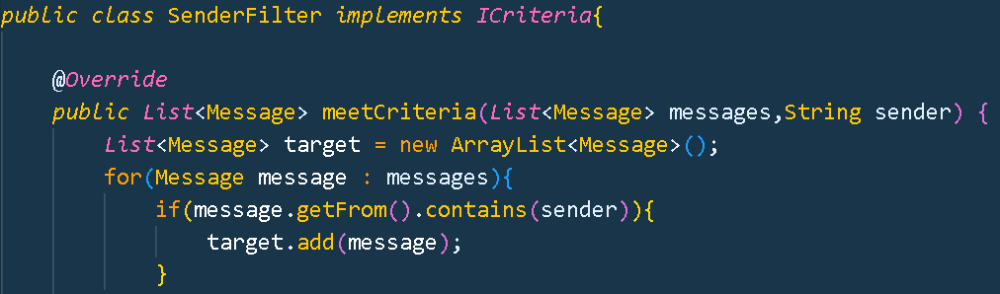 public class SenderFilter implements ICriteria{
@Override
public List<Message> meetCriteria(List<Message> messages,String sender) {
List<Message> target = new ArrayList<Message>();
for(Message message : messages){
if(message.getFrom().contains(sender)){
target.add(message);
}